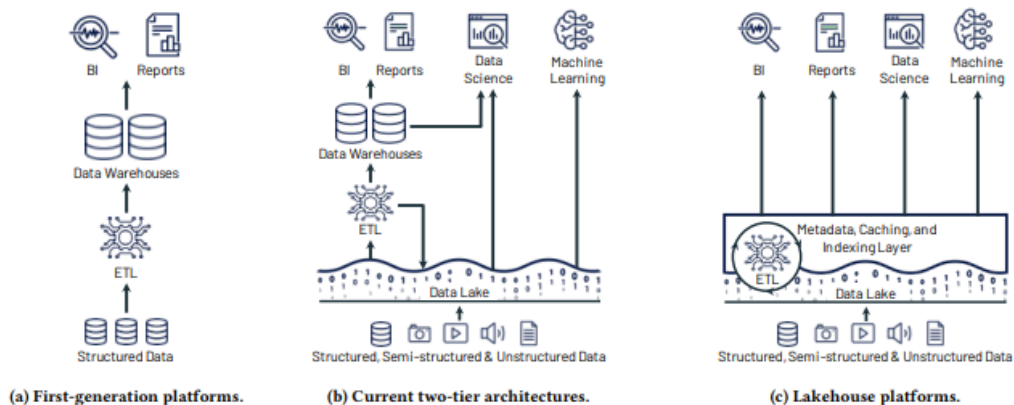 BI
Reports
Data Warehouses
ETL
Structured Data
(a) First-generation platforms.
BI
Reports
Data
Science
Machine
Learning
Data Warehouses
ETL
Data Lake
Structured, Semi-structured & Unstructured Data
(b) Current two-tier architectures.
BI
Reports
Data
Science
Machine
Learning
Metadata, Caching, and
Indexing Layer
ETL
Data Lake
Structured, Semi-structured & Unstructured Data
(c) Lakehouse platforms.